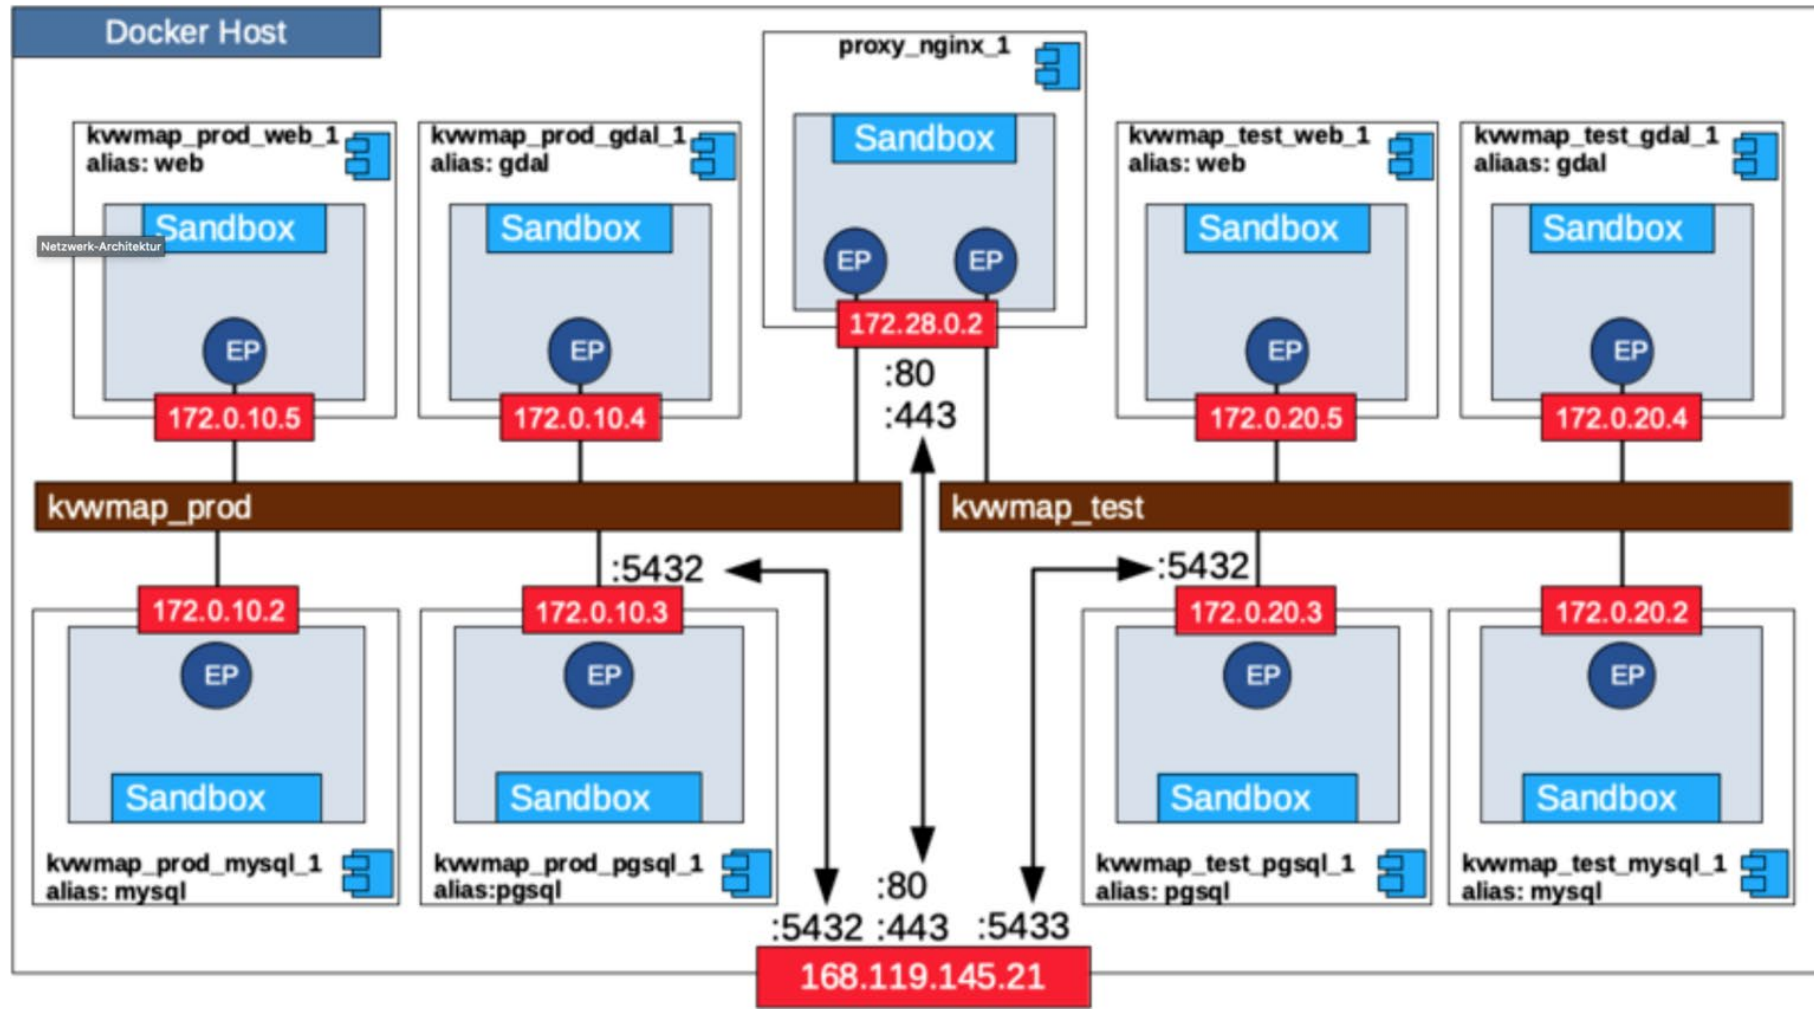 Docker Host
proxy_nginx_1
Sandbox
EP
EP
172.28.0.2
:80
:443
kvwmap_prod_web_1
alias: web
Sandbox
Netzwerk-Architektur
EP
172.0.10.5
kvwmap_prod_gdal_1
alias: gdal
Sandbox
EP
172.0.10.4
kvwmap_test_web_1
alias: web
Sandbox
EP
172.0.20.5
kvwmap_test_gdal_1
aliaas: gdal
Sandbox
EP
172.0.20.4
kvwmap_prod
kvwmap_test
172.0.10.2
EP
Sandbox
kvwmap_prod_mysql_1
alias: mysql
:5432
172.0.10.3
EP
Sandbox
kvwmap_prod_pgsql_1
alias:pgsql
:5432
172.0.20.3
EP
Sandbox
kvwmap_test_pgsql_1
alias: pgsql
172.0.20.2
EP
Sandbox
kvwmap_test_mysql_1
alias: mysql
:80
:5432 :443 :5433
168.119.145.21